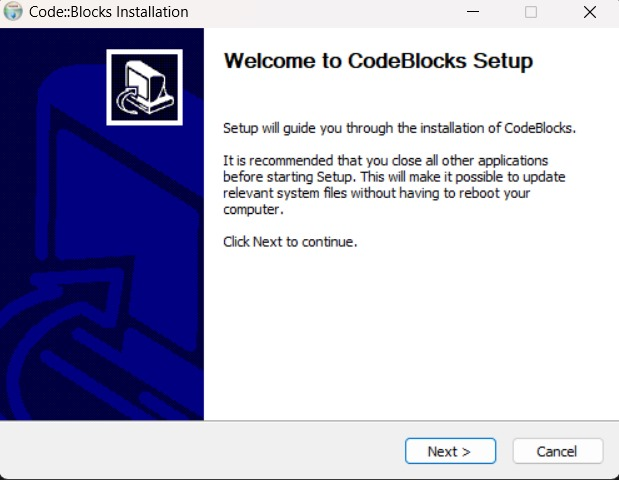 Code::Blocks Installation
Welcome to CodeBlocks Setup
Setup will guide you through the installation of CodeBlocks.
It is recommended that you close all other applications
before starting Setup. This will make it possible to update
relevant system files without having to reboot your
computer.
Click Next to continue.
Next >
Cancel